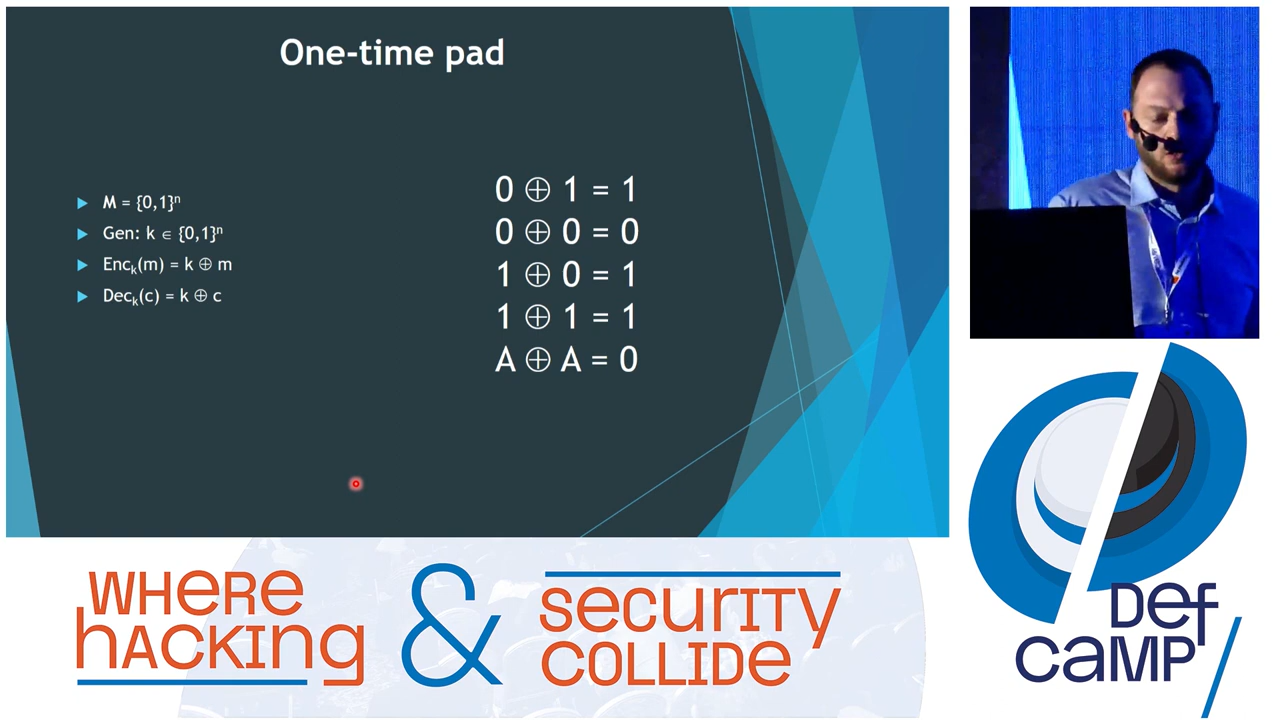 One-time pad
M = {0,1}ⁿ
Gen: k ∈ {0,1}ⁿ
Encₖ(m) = k ⊕ m
Decₖ(c) = k ⊕ c
0 ⊕ 1 = 1
0 ⊕ 0 = 0
1 ⊕ 0 = 1
1 ⊕ 1 = 1
A ⊕ A = 0
WHERE
HACKING
&
SECURITY
COLLIDE
DEF
CAMP/